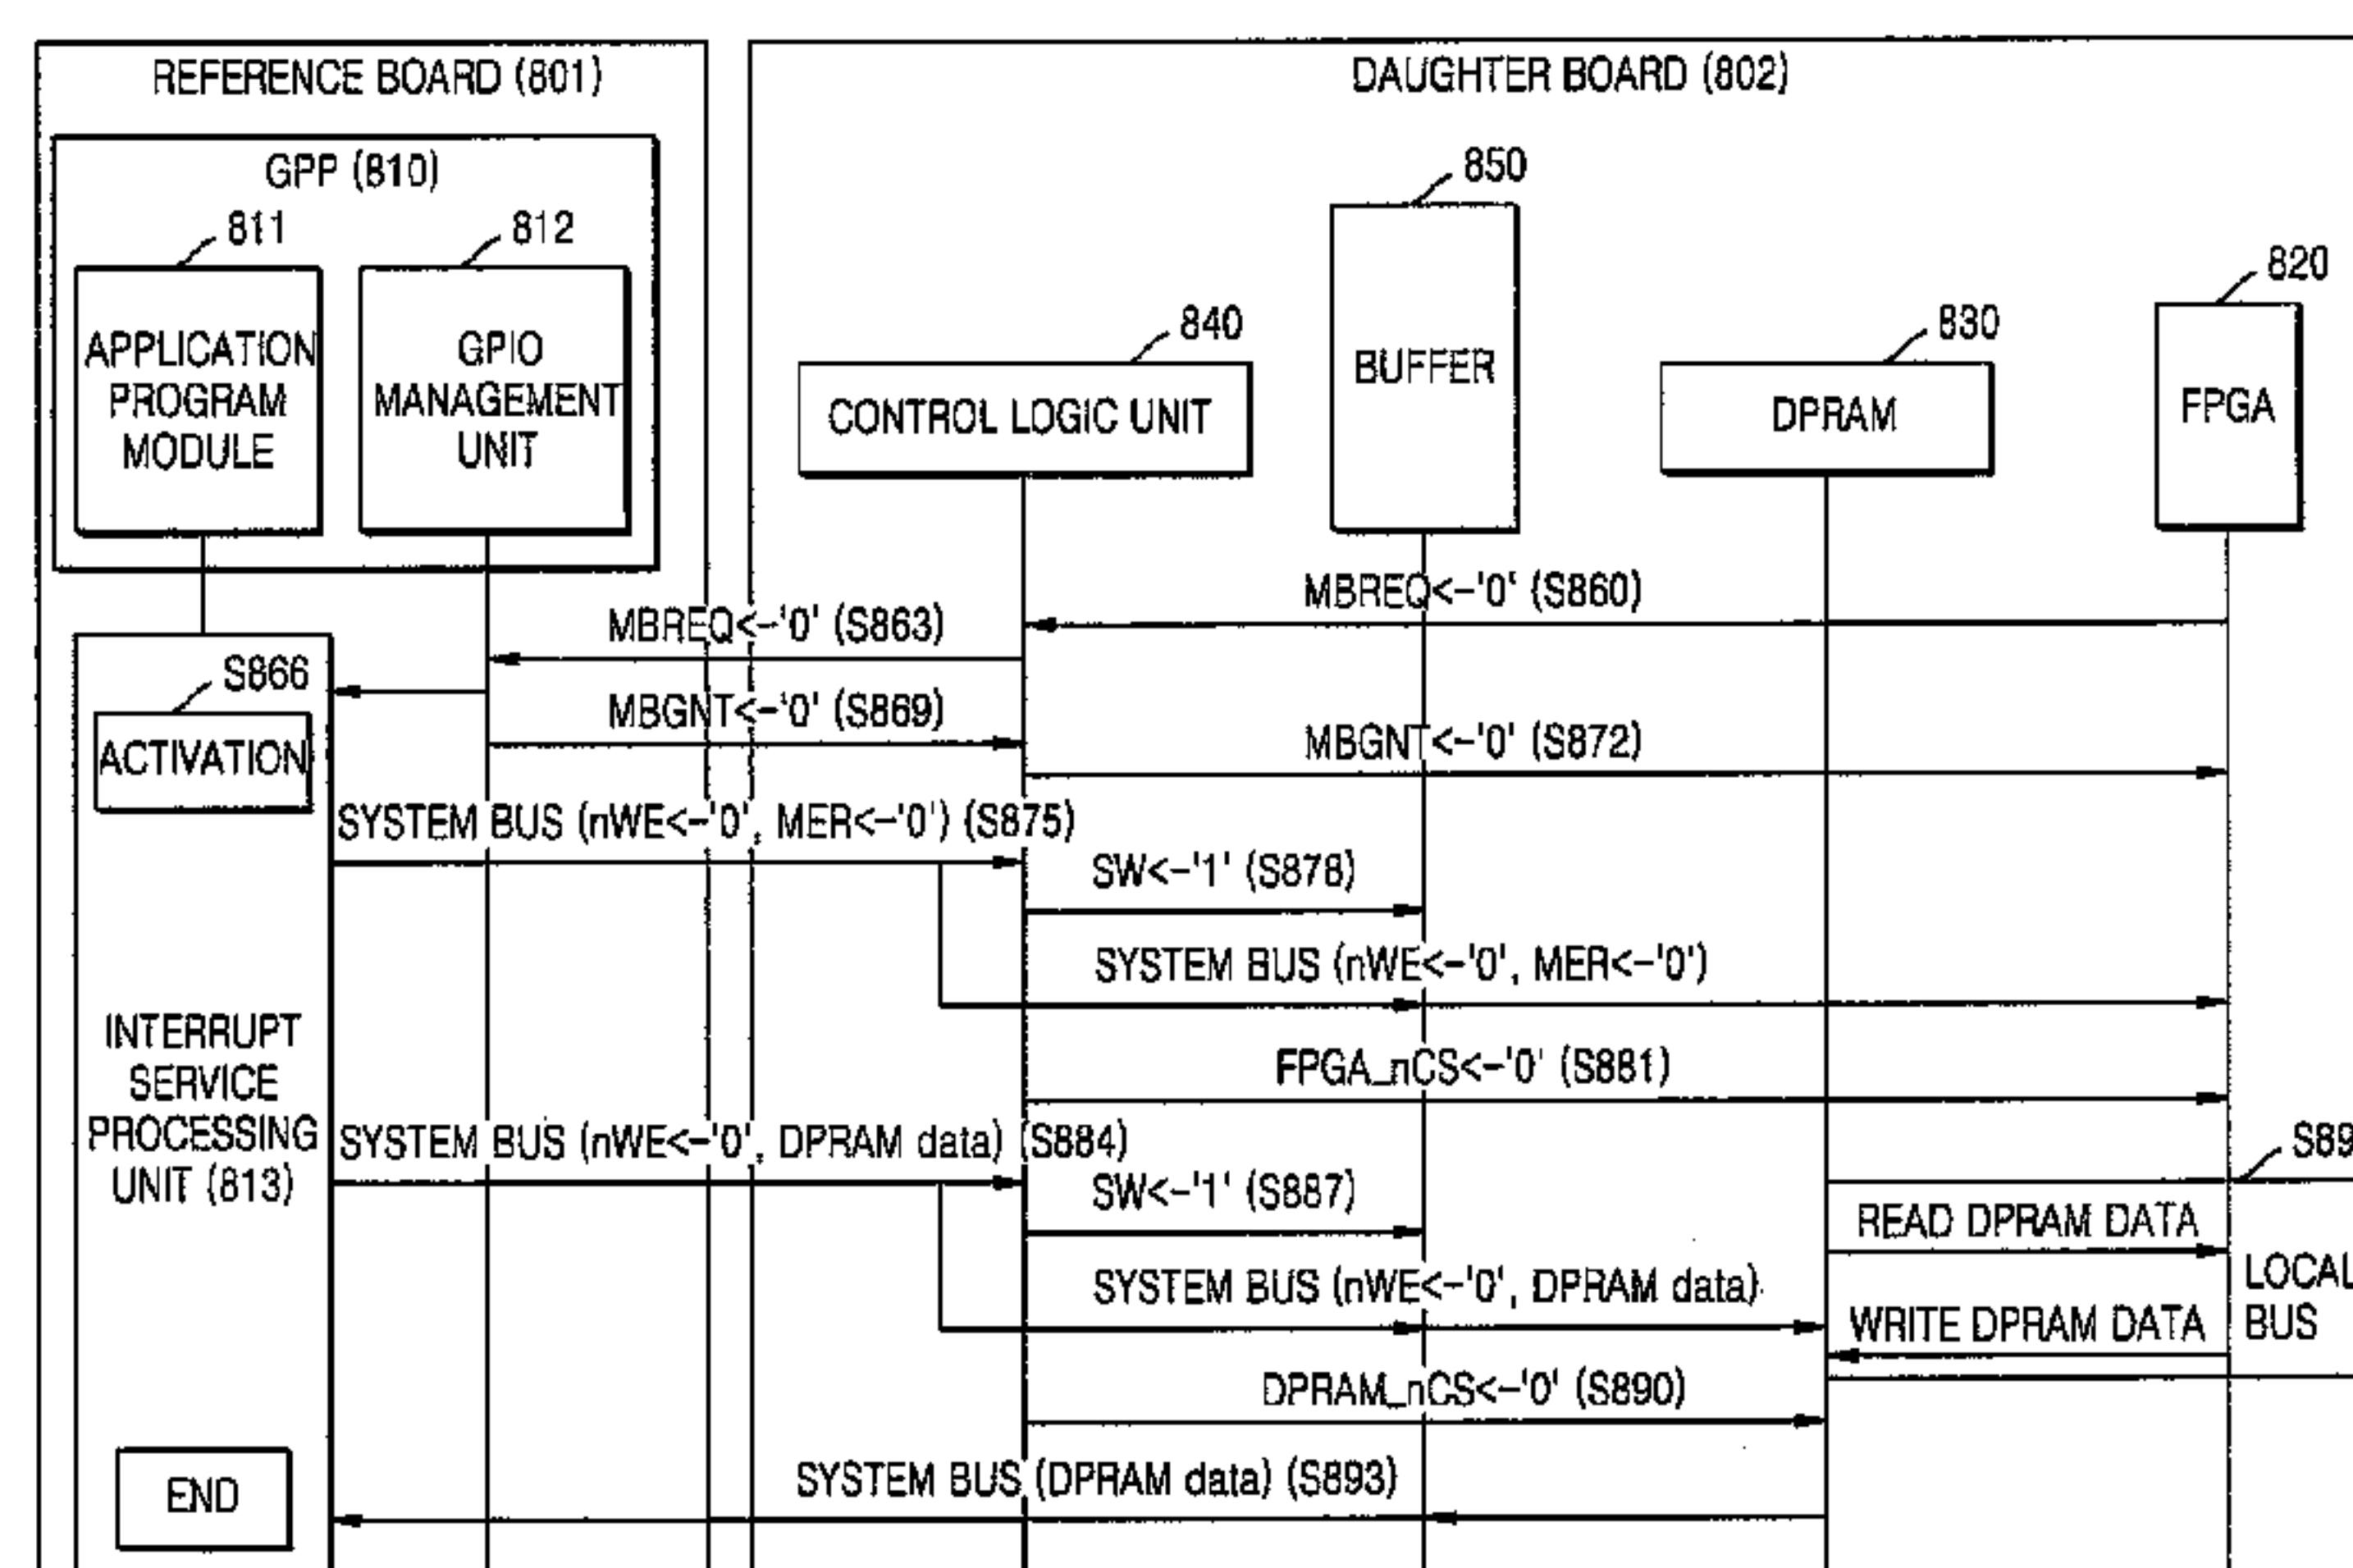 REFERENCE BOARD (801)
DAUGHTER BOARD (802)
GPP (810)
850
811
812
820
840
830
APPLICATION
PROGRAM
MODULE
GPIO
MANAGEMENT
UNIT
CONTROL LOGIC UNIT
BUFFER
DPRAM
FPGA
MBREQ<-'0' (S860)
MBREQ<-'0' (S863)
S866
ACTIVATION
MBGNT<-'0' (S869)
MBGNT<-'0' (S872)
SYSTEM BUS (nWE<-'0', MER<-'0') (S875)
SW<-'1' (S878)
SYSTEM BUS (nWE<-'0', MER<-'0')
FPGA_nCS<-'0' (S881)
INTERRUPT
SERVICE
PROCESSING
UNIT (813)
SYSTEM BUS (nWE<-'0', DPRAM data) (S884)
S89
SW<-'1' (S887)
READ DPRAM DATA
SYSTEM BUS (nWE<-'0', DPRAM data)
LOCAL
BUS
WRITE DPRAM DATA
DPRAM_nCS<-'0' (S890)
SYSTEM BUS (DPRAM data) (S893)
END